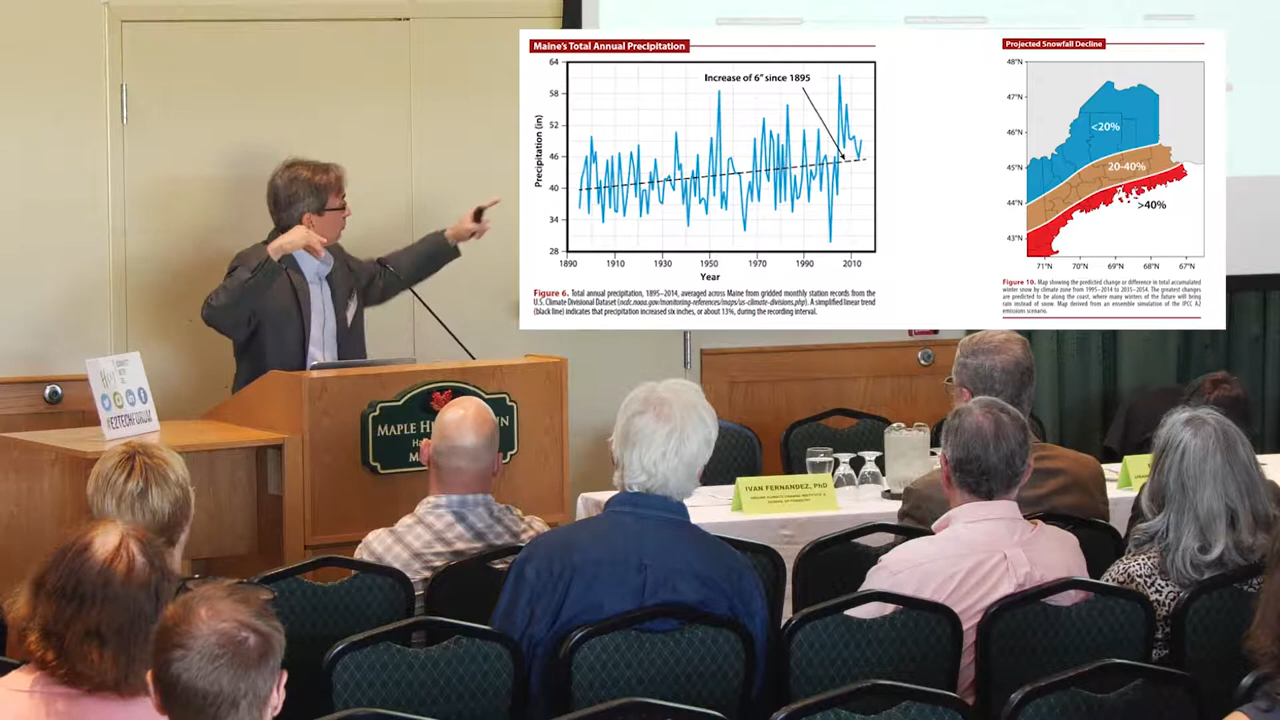 Maine's Total Annual Precipitation
64
58
52
46
40
34
28
Precipitation (in)
Increase of 6" since 1895
1890 1910 1930 1950 1970 1990 2010
Year
Figure 6. Total annual precipitation, 1895–2014, averaged across Maine from gridded monthly station records from the
U.S. Climate Divisional Dataset (ncdc.noaa.gov/monitoring-references/maps/us-climate-divisions.php). A simplified linear trend
(black line) indicates that precipitation increased six inches, or about 13%, during the recording interval.
Projected Snowfall Decline
48°N
47°N
46°N
45°N
44°N
43°N
<20%
20-40%
>40%
71°W 70°W 69°W 68°W 67°W
Figure 10. Map showing the predicted change or difference in total accumulated
winter snow by climate zone from 1995–2014 to 2035–2054. The greatest changes
are predicted to be along the coast, where many winters of the future will bring
rain instead of snow. Map derived from an ensemble simulation of the IPCC A2
emissions scenario.
#E2TECHFORUM
MAPLE H
IVAN FERNANDEZ, PhD